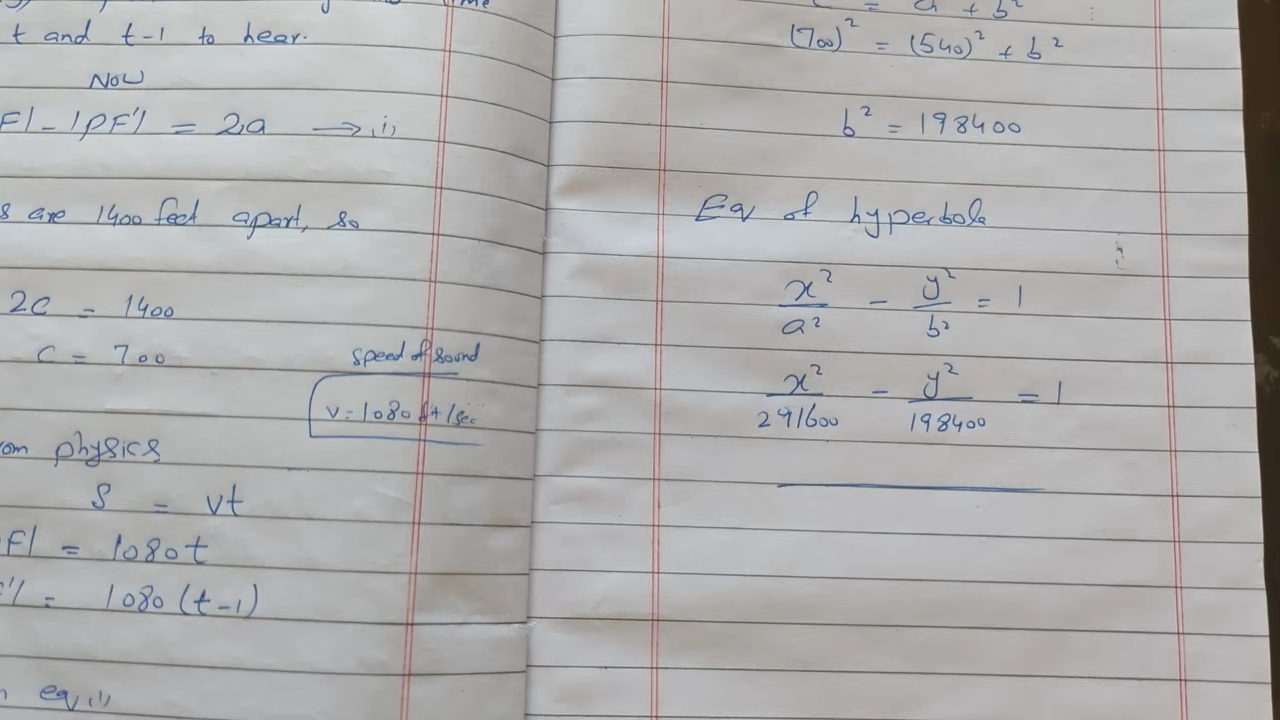 t and t-1 to hear.
Now
F| - |PF'| = 2a → (i)
s are 1400 feet apart, so
2c = 1400
c = 700
speed of sound
v = 1080 ft/sec
om physics
S = vt
F| = 1080t
'| = 1080 (t-1)
eq (i)
= a + b²
(700)² = (540)² + b²
b² = 198400
Eq of hyperbola
x²/a² - y²/b² = 1
x²/291600 - y²/198400 = 1